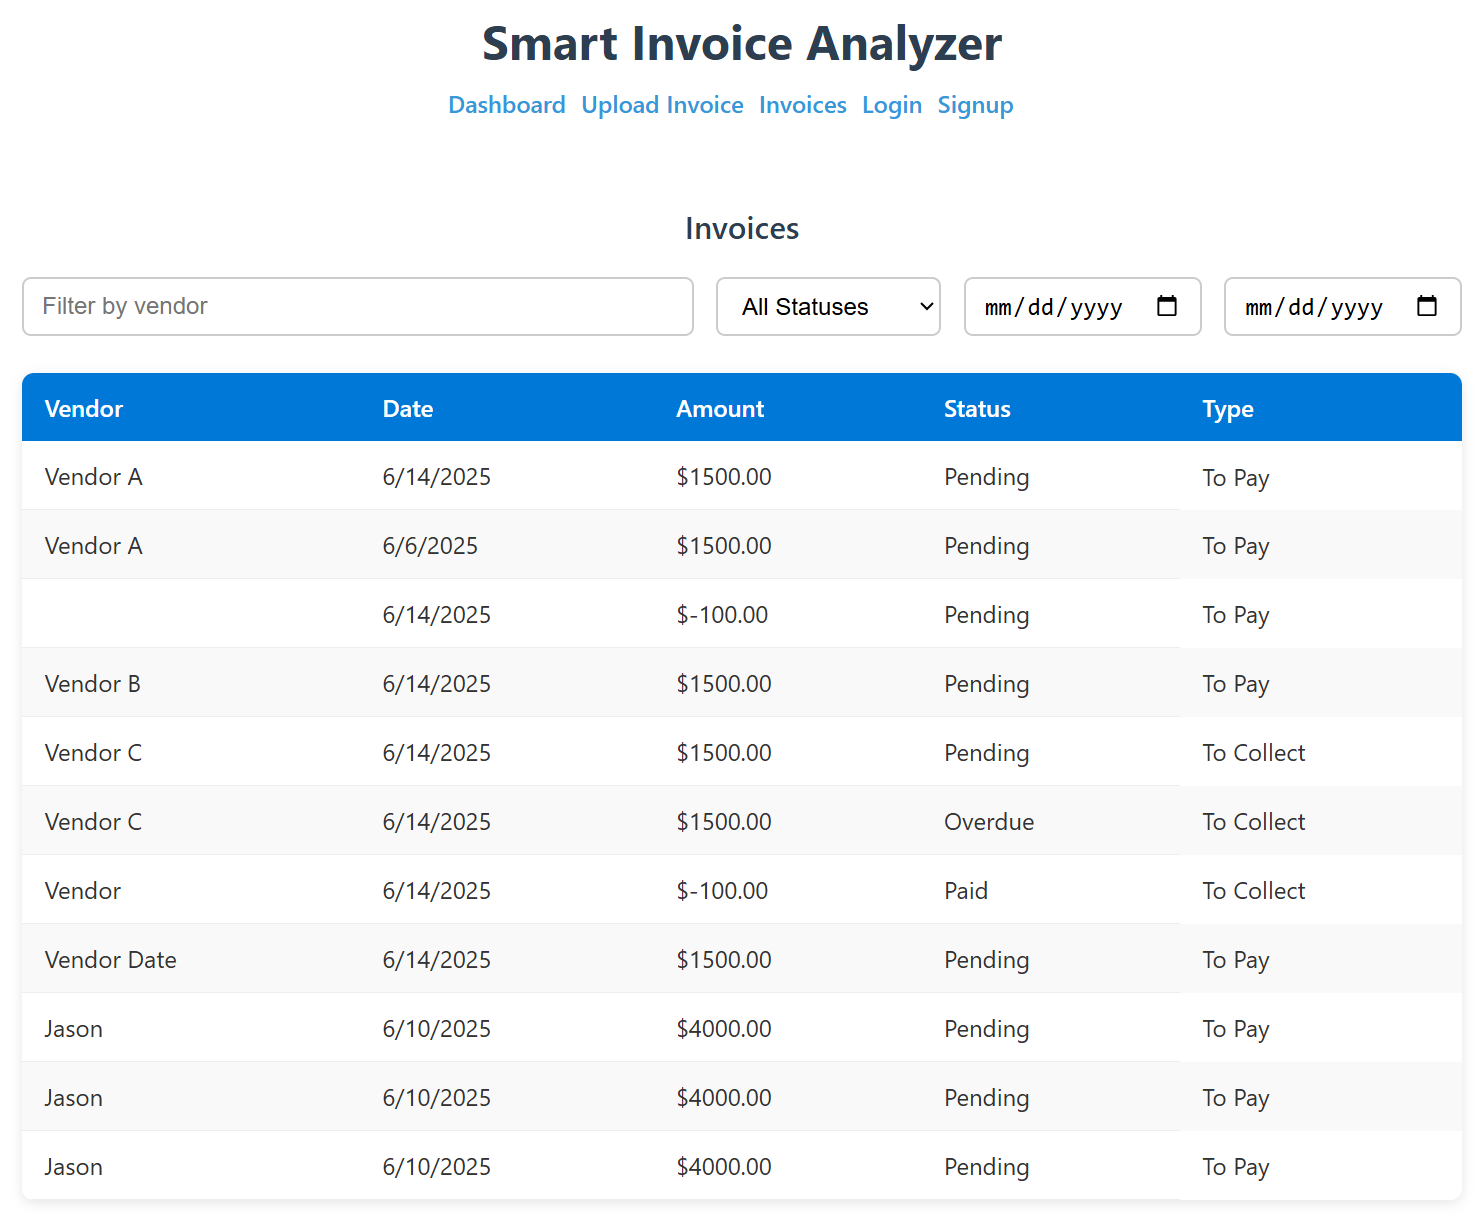 Smart Invoice Analyzer
Dashboard Upload Invoice Invoices Login Signup
Invoices
Filter by vendor All Statuses mm/dd/yyyy mm/dd/yyyy
Vendor Date Amount Status Type
Vendor A 6/14/2025 $1500.00 Pending To Pay
Vendor A 6/6/2025 $1500.00 Pending To Pay
6/14/2025 $-100.00 Pending To Pay
Vendor B 6/14/2025 $1500.00 Pending To Pay
Vendor C 6/14/2025 $1500.00 Pending To Collect
Vendor C 6/14/2025 $1500.00 Overdue To Collect
Vendor 6/14/2025 $-100.00 Paid To Collect
Vendor Date 6/14/2025 $1500.00 Pending To Pay
Jason 6/10/2025 $4000.00 Pending To Pay
Jason 6/10/2025 $4000.00 Pending To Pay
Jason 6/10/2025 $4000.00 Pending To Pay